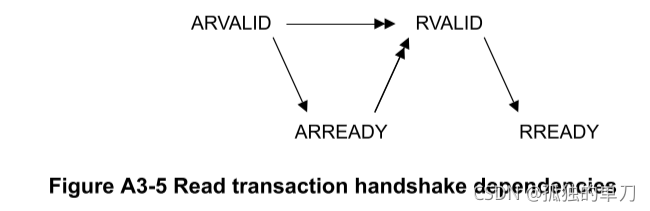 ARVALID RVALID
ARREADY RREADY
Figure A3-5 Read transaction handshake dependencies
CSDN @孤独的单刀